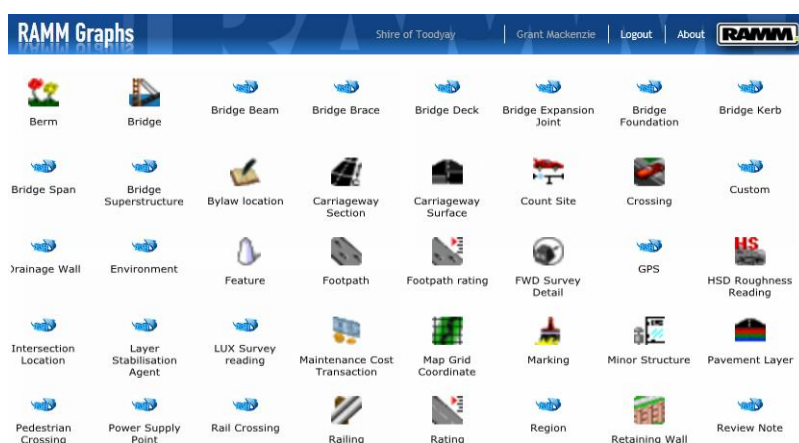 RAMM Graphs
Shire of Toodyay
Grant Mackenzie
Logout
About
RAMM
Berm
Bridge
Bridge Beam
Bridge Brace
Bridge Deck
Bridge Expansion
Joint
Bridge
Foundation
Bridge Kerb
Bridge Span
Bridge
Superstructure
Bylaw location
Carriageway
Section
Carriageway
Surface
Count Site
Crossing
Custom
Drainage Wall
Environment
Feature
Footpath
Footpath rating
FWD Survey
Detail
GPS
HS
HSD Roughness
Reading
Intersection
Location
Layer
Stabilisation
Agent
LUX Survey
reading
Maintenance Cost
Transaction
Map Grid
Coordinate
Marking
Minor Structure
Pavement Layer
Pedestrian
Crossing
Power Supply
Point
Rail Crossing
Railing
Rating
Region
Retaining Wall
Review Note